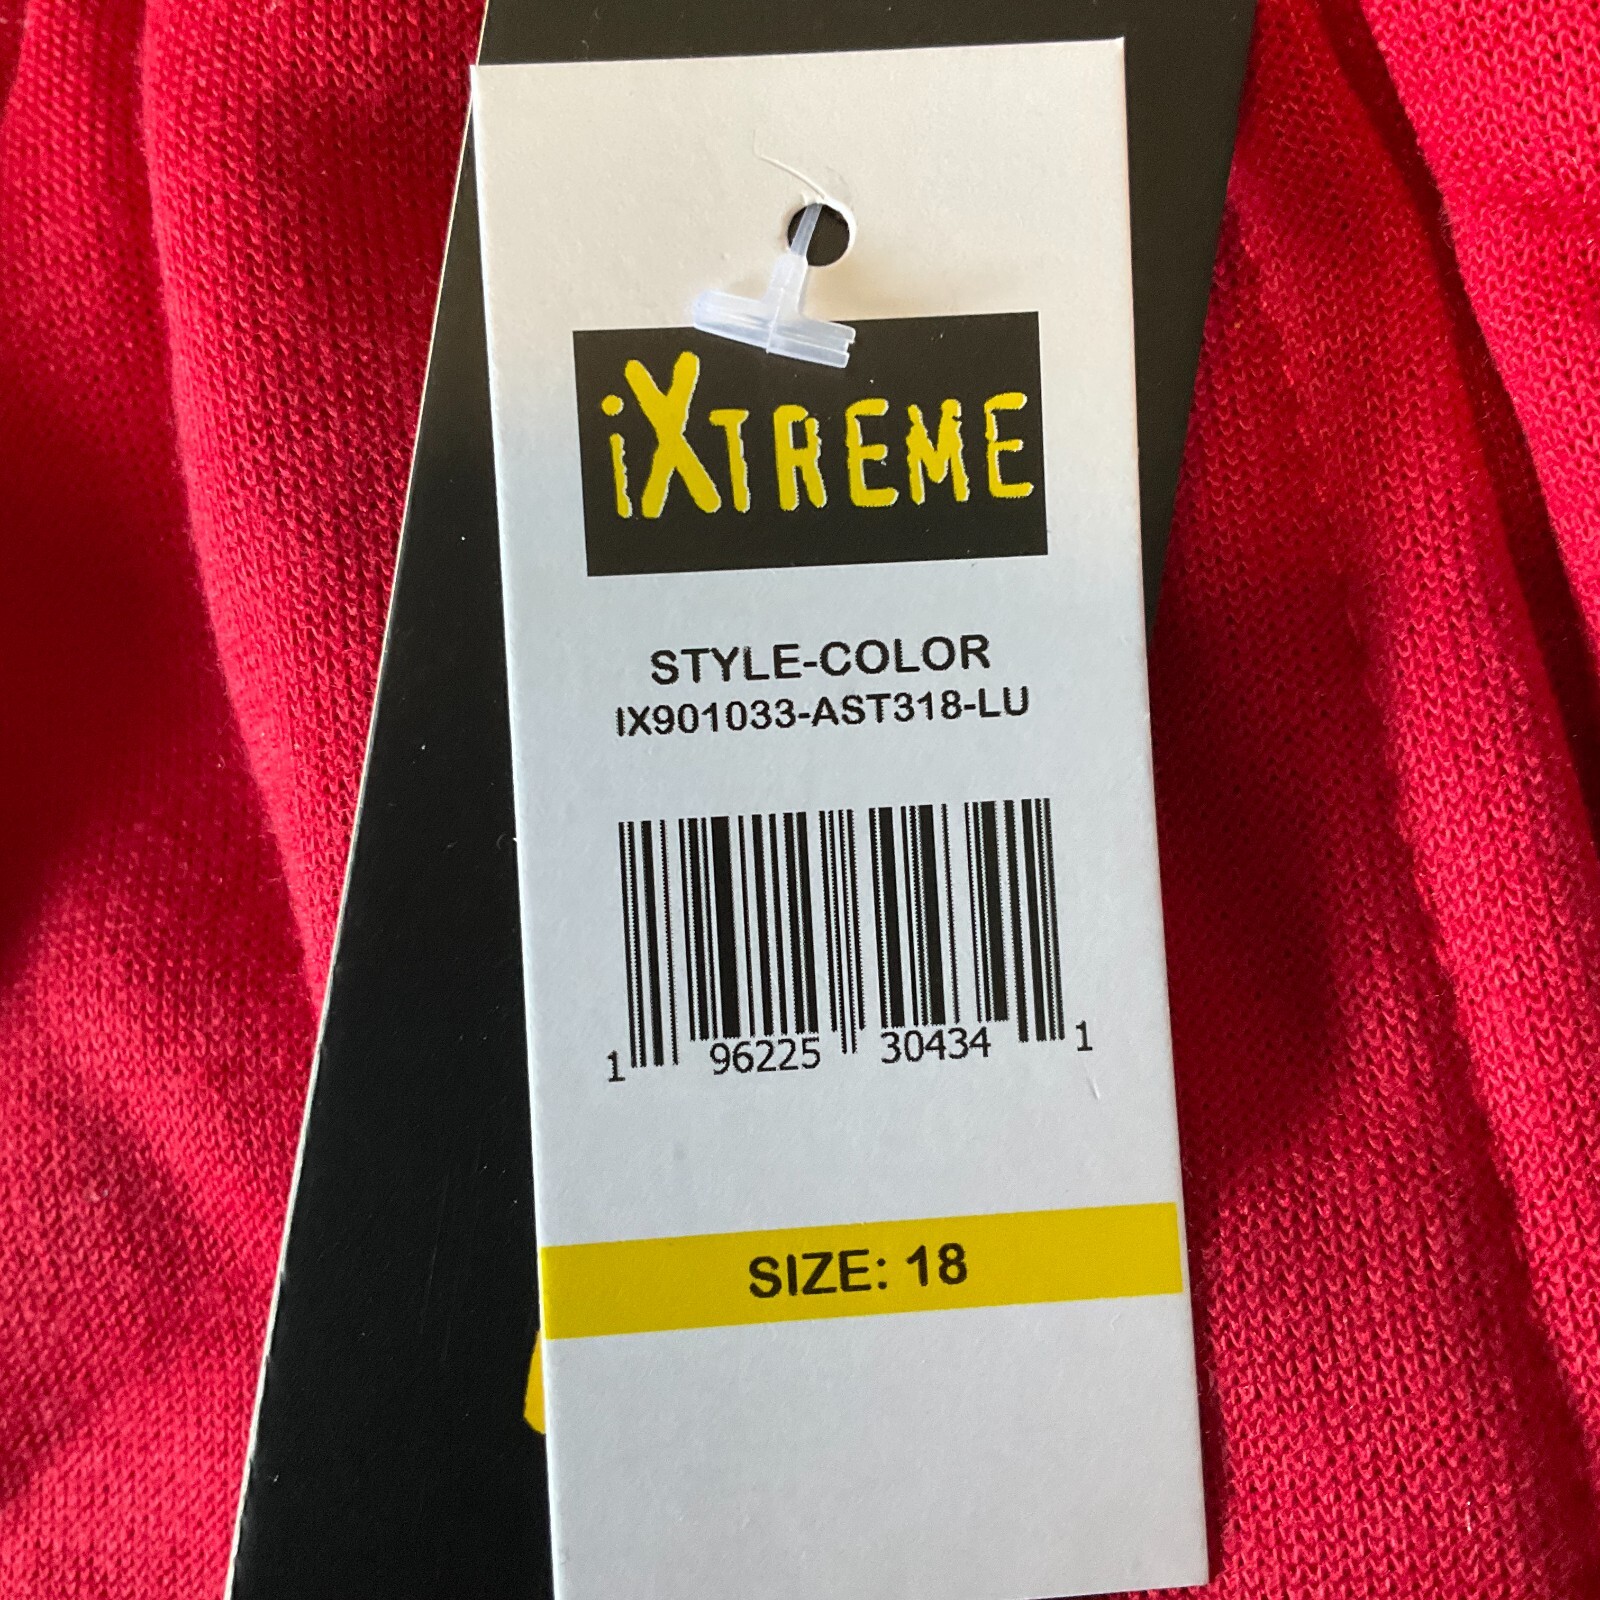 iXTREME
STYLE-COLOR
IX901033-AST318-LU
1 96225 30434 1
SIZE: 18